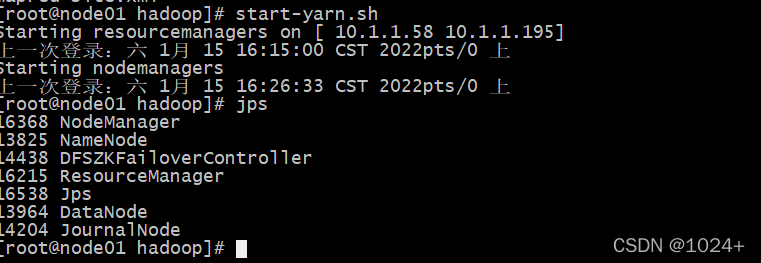 [root@node01 hadoop]# start-yarn.sh
Starting resourcemanagers on [ 10.1.1.58 10.1.1.195]
上一次登录：六 1月 15 16:15:00 CST 2022pts/0 上
Starting nodemanagers
上一次登录：六 1月 15 16:26:33 CST 2022pts/0 上
[root@node01 hadoop]# jps
16368 NodeManager
13825 NameNode
14438 DFSZKFailoverController
16215 ResourceManager
16538 Jps
13964 DataNode
14204 JournalNode
[root@node01 hadoop]#
CSDN @1024+